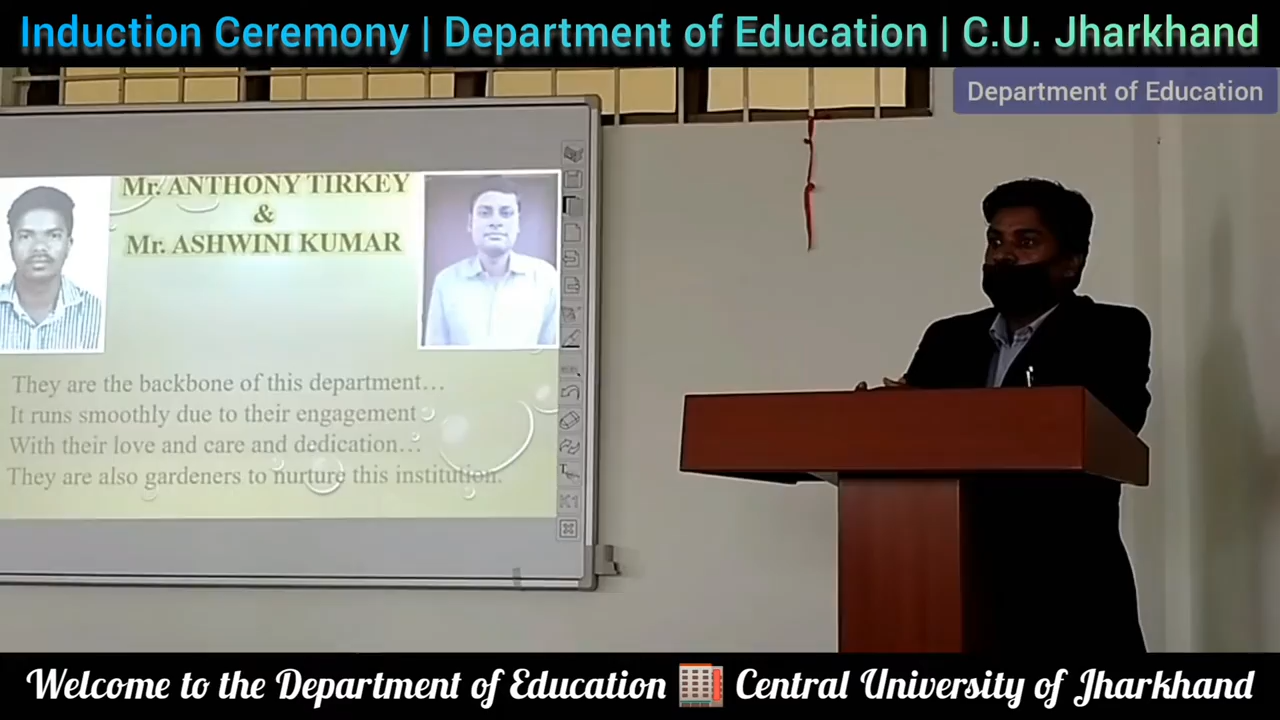 Induction Ceremony | Department of Education | C.U. Jharkhand
Department of Education
Mr. ANTHONY TIRKEY
&
Mr. ASHWINI KUMAR
They are the backbone of this department...
It runs smoothly due to their engagement
With their love and care and dedication...
They are also gardeners to nurture this institution.
K1
Welcome to the Department of Education 🏢 Central University of Jharkhand